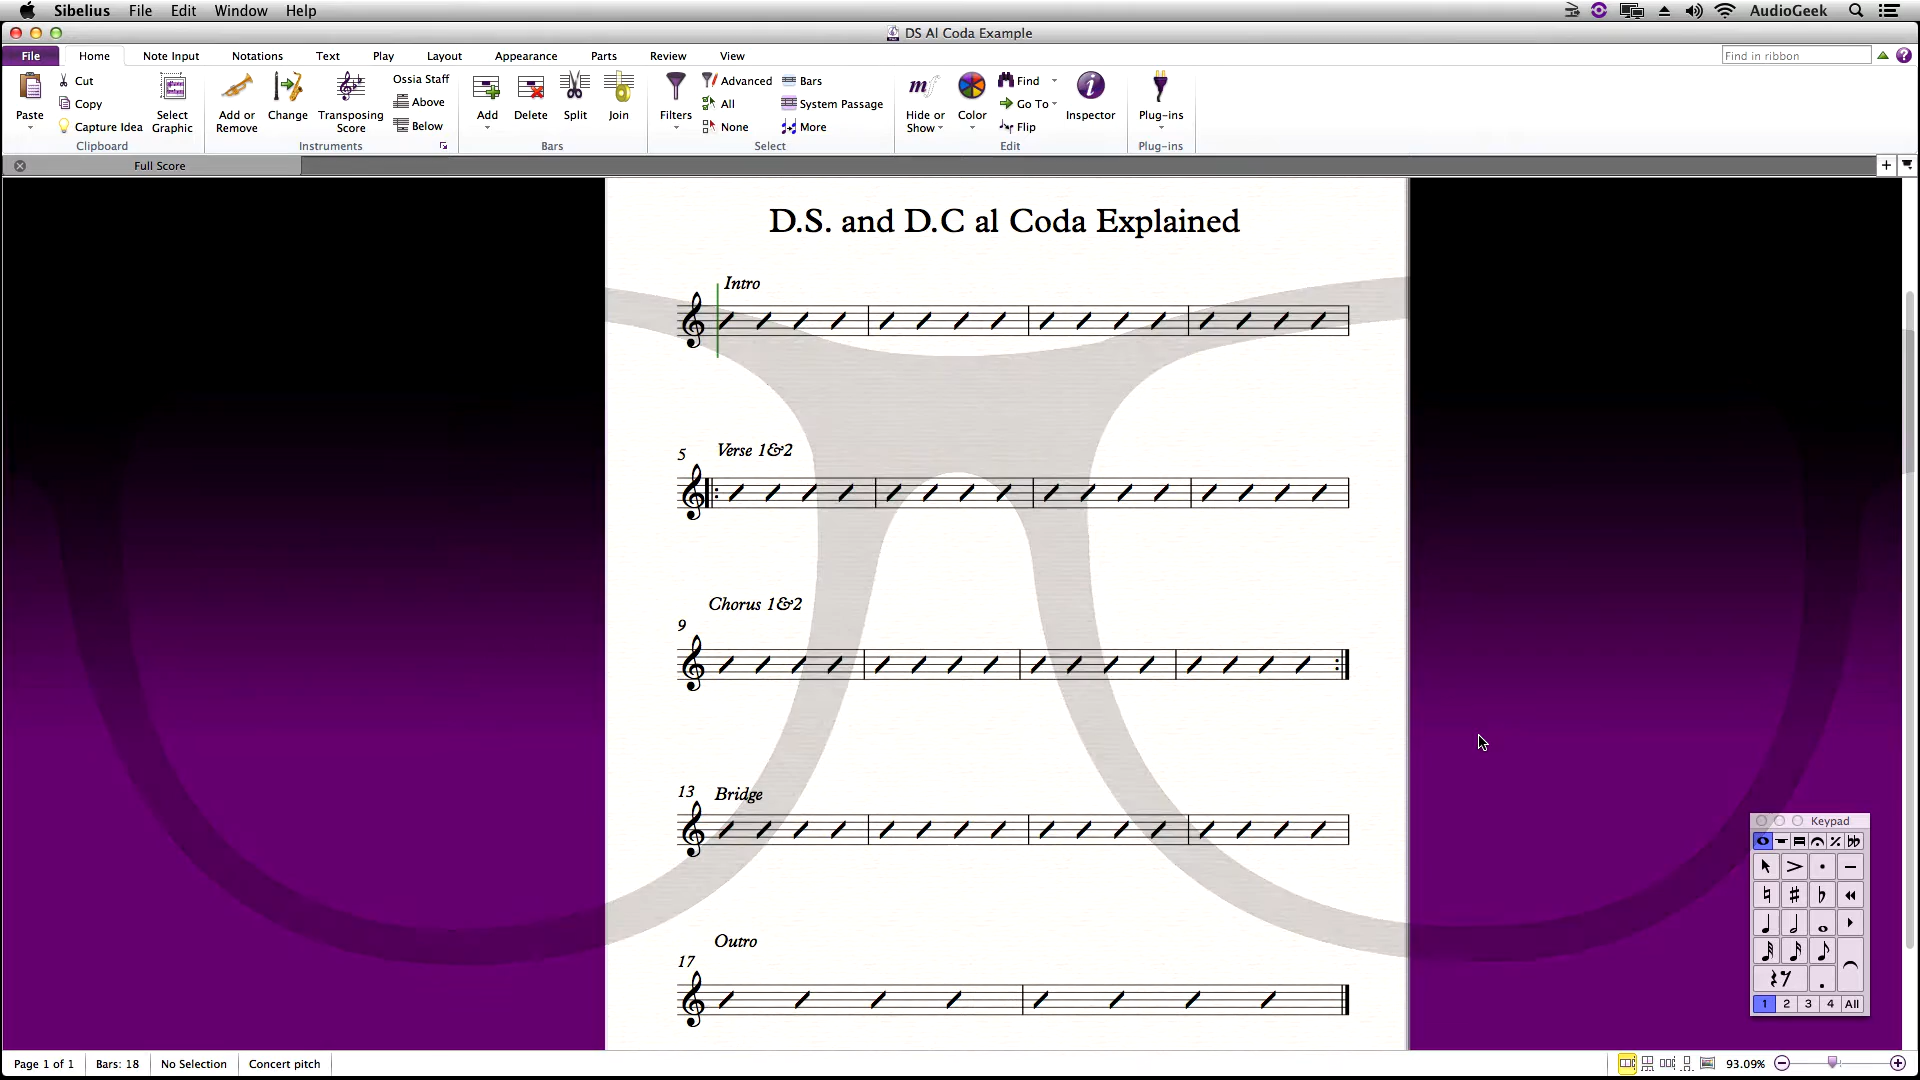 Sibelius File Edit Window Help AudioGeek
DS Al Coda Example
File Home Note Input Notations Text Play Layout Appearance Parts Review View Find in ribbon
Paste
Cut
Copy
Capture Idea
Select Graphic
Clipboard
Add or Remove
Change
Transposing Score
Ossia Staff
Above
Below
Instruments
Add
Delete
Split
Join
Bars
Filters
Advanced
All
None
Bars
System Passage
More
Select
Hide or Show
Color
Find
Go To
Flip
Inspector
Edit
Plug-ins
Plug-ins
Full Score
D.S. and D.C al Coda Explained
Intro
5 Verse 1&2
Chorus 1&2
9
13 Bridge
Outro
17
Keypad
1 2 3 4 All
Page 1 of 1 Bars: 18 No Selection Concert pitch 93.09%